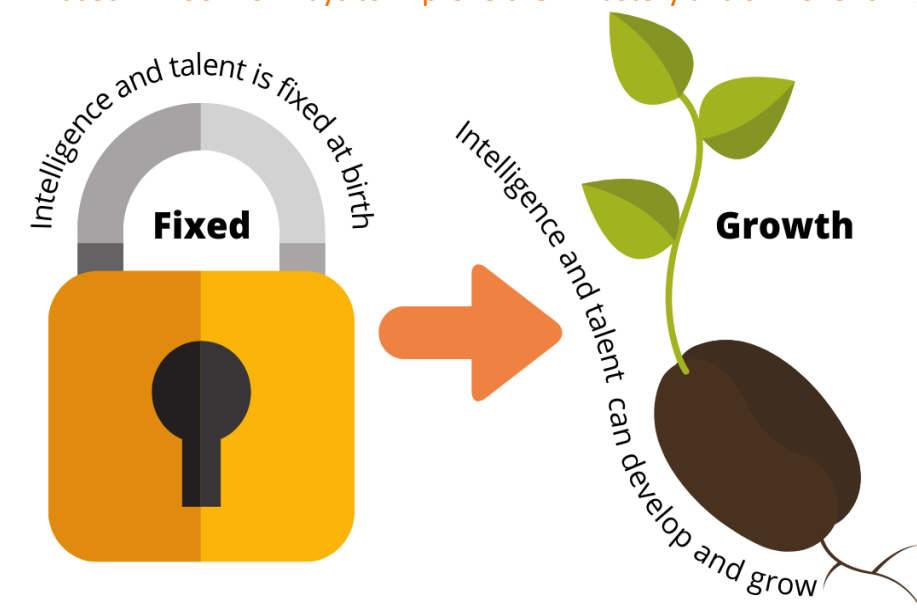 Intelligence and talent is fixed at birth
Fixed
Intelligence and talent can develop and grow
Growth